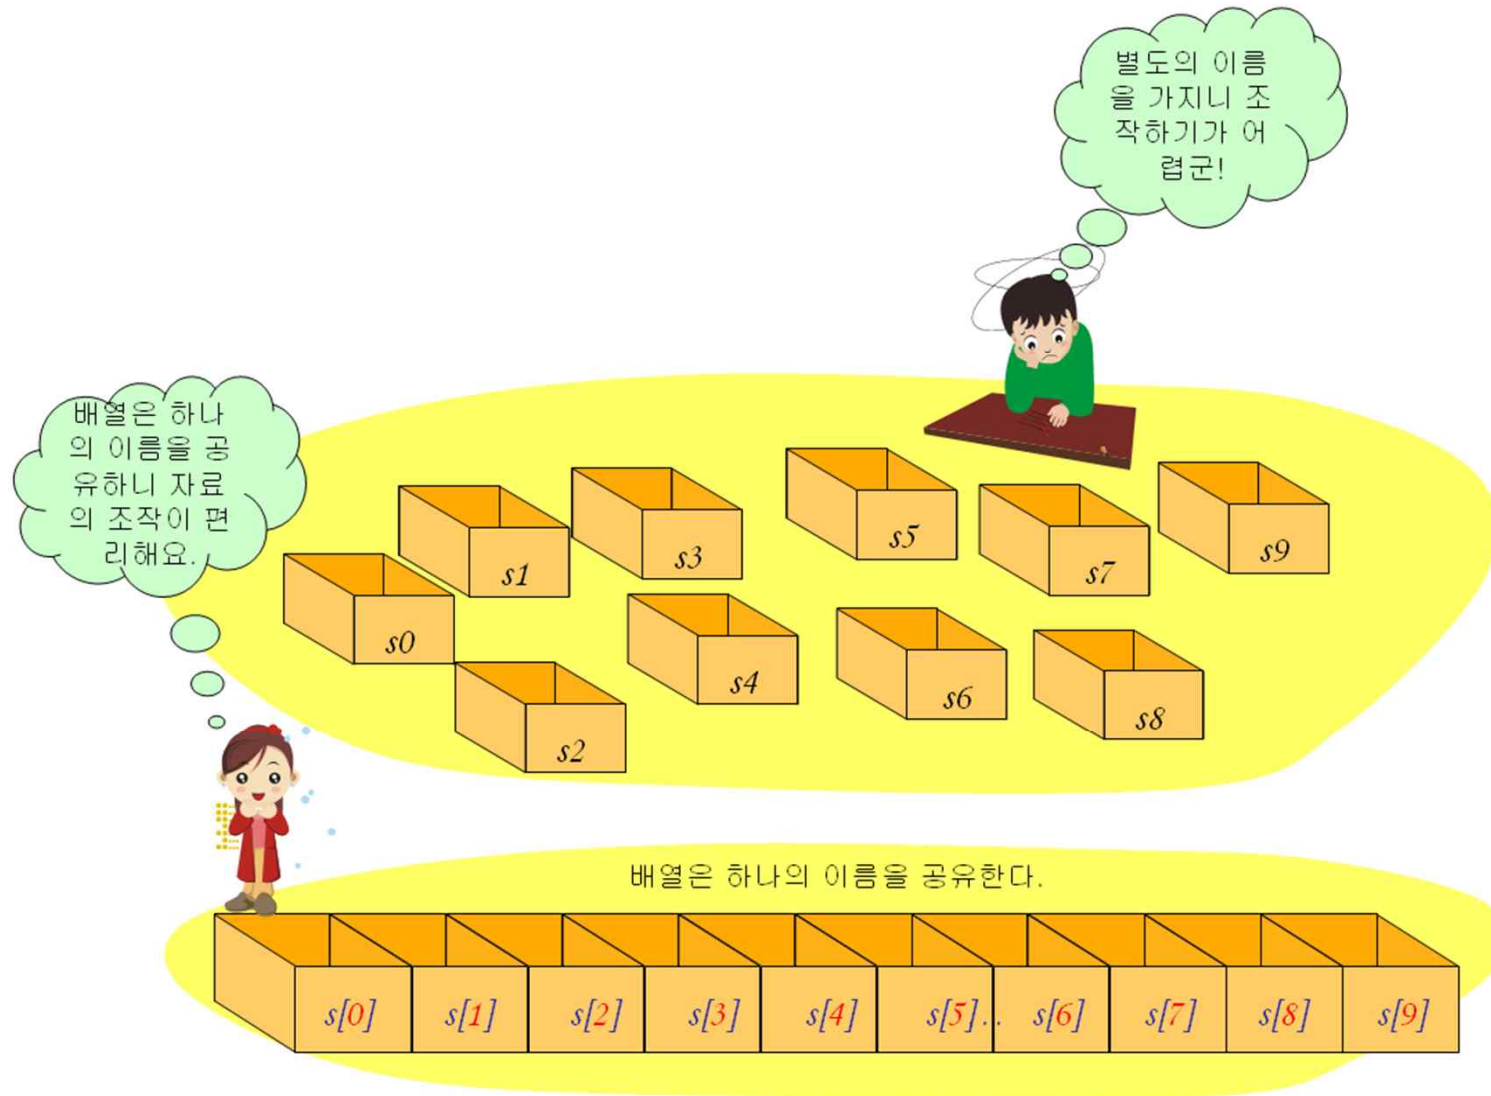 별도의 이름
을 가지니 조
작하기가 어
렵군!
배열은 하나
의 이름을 공
유하니 자료
의 조작이 편
리해요.
s5
s9
s3
s7
s1
s0
s4
s6
s8
s2
배열은 하나의 이름을 공유한다.
s[0] s[1] s[2] s[3] s[4] s[5].. s[6] s[7] s[8] s[9]